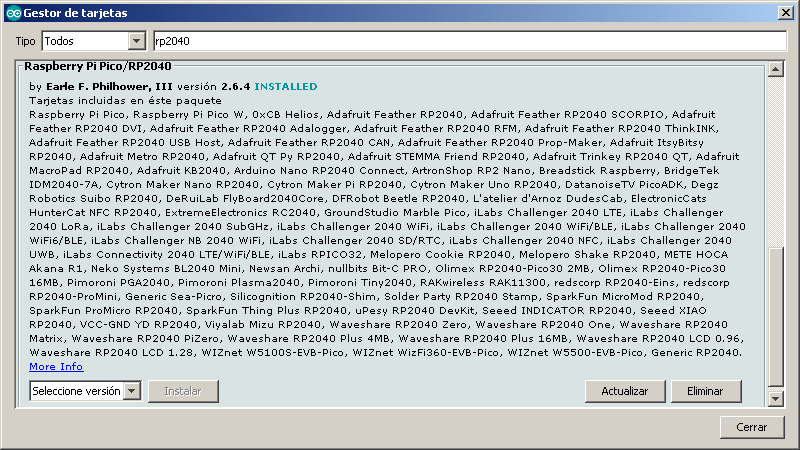 Gestor de tarjetas
Tipo Todos rp2040
Raspberry Pi Pico/RP2040
by Earle F. Philhower, III versión 2.6.4 INSTALLED
Tarjetas incluidas en éste paquete
Raspberry Pi Pico, Raspberry Pi Pico W, 0xCB Helios, Adafruit Feather RP2040, Adafruit Feather RP2040 SCORPIO, Adafruit
Feather RP2040 DVI, Adafruit Feather RP2040 Adalogger, Adafruit Feather RP2040 RFM, Adafruit Feather RP2040 ThinkINK,
Adafruit Feather RP2040 USB Host, Adafruit Feather RP2040 CAN, Adafruit Feather RP2040 Prop-Maker, Adafruit ItsyBitsy
RP2040, Adafruit Metro RP2040, Adafruit QT Py RP2040, Adafruit STEMMA Friend RP2040, Adafruit Trinkey RP2040 QT, Adafruit
MacroPad RP2040, Adafruit KB2040, Arduino Nano RP2040 Connect, ArtronShop RP2 Nano, Breadstick Raspberry, BridgeTek
IDM2040-7A, Cytron Maker Nano RP2040, Cytron Maker Pi RP2040, Cytron Maker Uno RP2040, DatanoiseTV PicoADK, Degz
Robotics Suibo RP2040, DeRuiLab FlyBoard2040Core, DFRobot Beetle RP2040, L'atelier d'Arnoz DudesCab, ElectronicCats
HunterCat NFC RP2040, ExtremeElectronics RC2040, GroundStudio Marble Pico, iLabs Challenger 2040 LTE, iLabs Challenger
2040 LoRa, iLabs Challenger 2040 SubGHz, iLabs Challenger 2040 WiFi, iLabs Challenger 2040 WiFi/BLE, iLabs Challenger 2040
WiFi6/BLE, iLabs Challenger NB 2040 WiFi, iLabs Challenger 2040 SD/RTC, iLabs Challenger 2040 NFC, iLabs Challenger 2040
UWB, iLabs Connectivity 2040 LTE/WiFi/BLE, iLabs RPICO32, Melopero Cookie RP2040, Melopero Shake RP2040, METE HOCA
Akana R1, Neko Systems BL2040 Mini, Newsan Archi, nullbits Bit-C PRO, Olimex RP2040-Pico30 2MB, Olimex RP2040-Pico30
16MB, Pimoroni PGA2040, Pimoroni Plasma2040, Pimoroni Tiny2040, RAKwireless RAK11300, redscorp RP2040-Eins, redscorp
RP2040-ProMini, Generic Sea-Picro, Silicognition RP2040-Shim, Solder Party RP2040 Stamp, SparkFun MicroMod RP2040,
SparkFun ProMicro RP2040, SparkFun Thing Plus RP2040, uPesy RP2040 DevKit, Seeed INDICATOR RP2040, Seeed XIAO
RP2040, VCC-GND YD RP2040, Viyalab Mizu RP2040, Waveshare RP2040 Zero, Waveshare RP2040 One, Waveshare RP2040
Matrix, Waveshare RP2040 PiZero, Waveshare RP2040 Plus 4MB, Waveshare RP2040 Plus 16MB, Waveshare RP2040 LCD 0.96,
Waveshare RP2040 LCD 1.28, WIZnet W5100S-EVB-Pico, WIZnet WizFi360-EVB-Pico, WIZnet W5500-EVB-Pico, Generic RP2040.
More Info
Seleccione versión Instalar Actualizar Eliminar
Cerrar